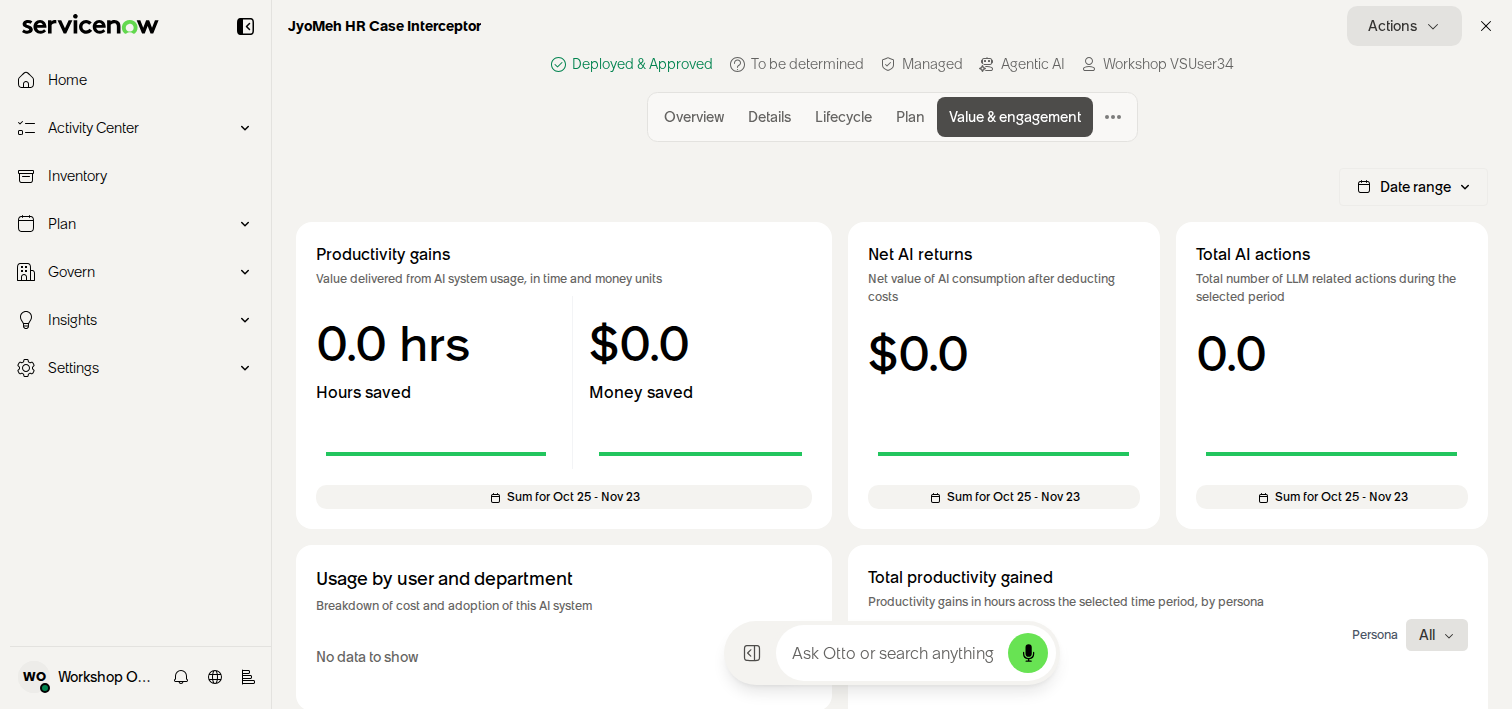 servicenow
JyoMeh HR Case Interceptor
Actions
Home
Activity Center
Inventory
Plan
Govern
Insights
Settings
Deployed & Approved
To be determined
Managed
Agentic AI
Workshop VSUser34
Overview
Details
Lifecycle
Plan
Value & engagement
Date range
Productivity gains
Value delivered from AI system usage, in time and money units
0.0 hrs
Hours saved
$0.0
Money saved
Sum for Oct 25 - Nov 23
Net AI returns
Net value of AI consumption after deducting
costs
$0.0
Sum for Oct 25 - Nov 23
Total AI actions
Total number of LLM related actions during the
selected period
0.0
Sum for Oct 25 - Nov 23
Usage by user and department
Breakdown of cost and adoption of this AI system
No data to show
Total productivity gained
Productivity gains in hours across the selected time period, by persona
Persona
All
Ask Otto or search anything
WO
Workshop O...